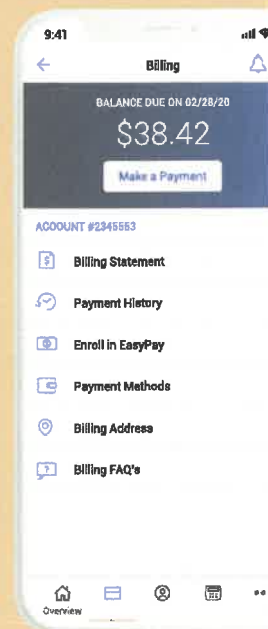 9:41
Billing
BALANCE DUE ON 02/28/20
$38.42
Make a Payment
ACCOUNT #2345553
Billing Statement
Payment History
Enroll in EasyPay
Payment Methods
Billing Address
Billing FAQ's
Overview